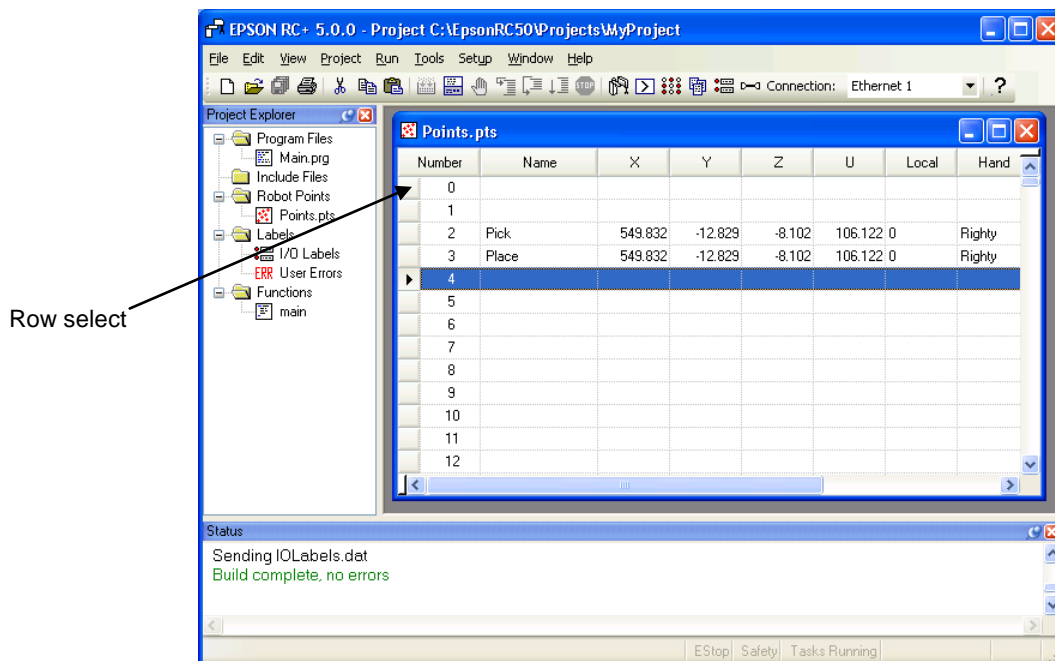 EPSON RC+ 5.0.0 - Project C:\EpsonRC50\Projects\MyProject
File Edit View Project Run Tools Setup Window Help
STOP Connection: Ethernet 1 ?
Project Explorer
Program Files
Main.prg
Include Files
Robot Points
Points.pts
Labels
I/O Labels
ERR User Errors
Functions
main
Row select
Points.pts
Number Name X Y Z U Local Hand
0
1
2 Pick 549.832 -12.829 -8.102 106.122 0 Righty
3 Place 549.832 -12.829 -8.102 106.122 0 Righty
4
5
6
7
8
9
10
11
12
Status
Sending IOLabels.dat
Build complete, no errors
EStop Safety Tasks Running